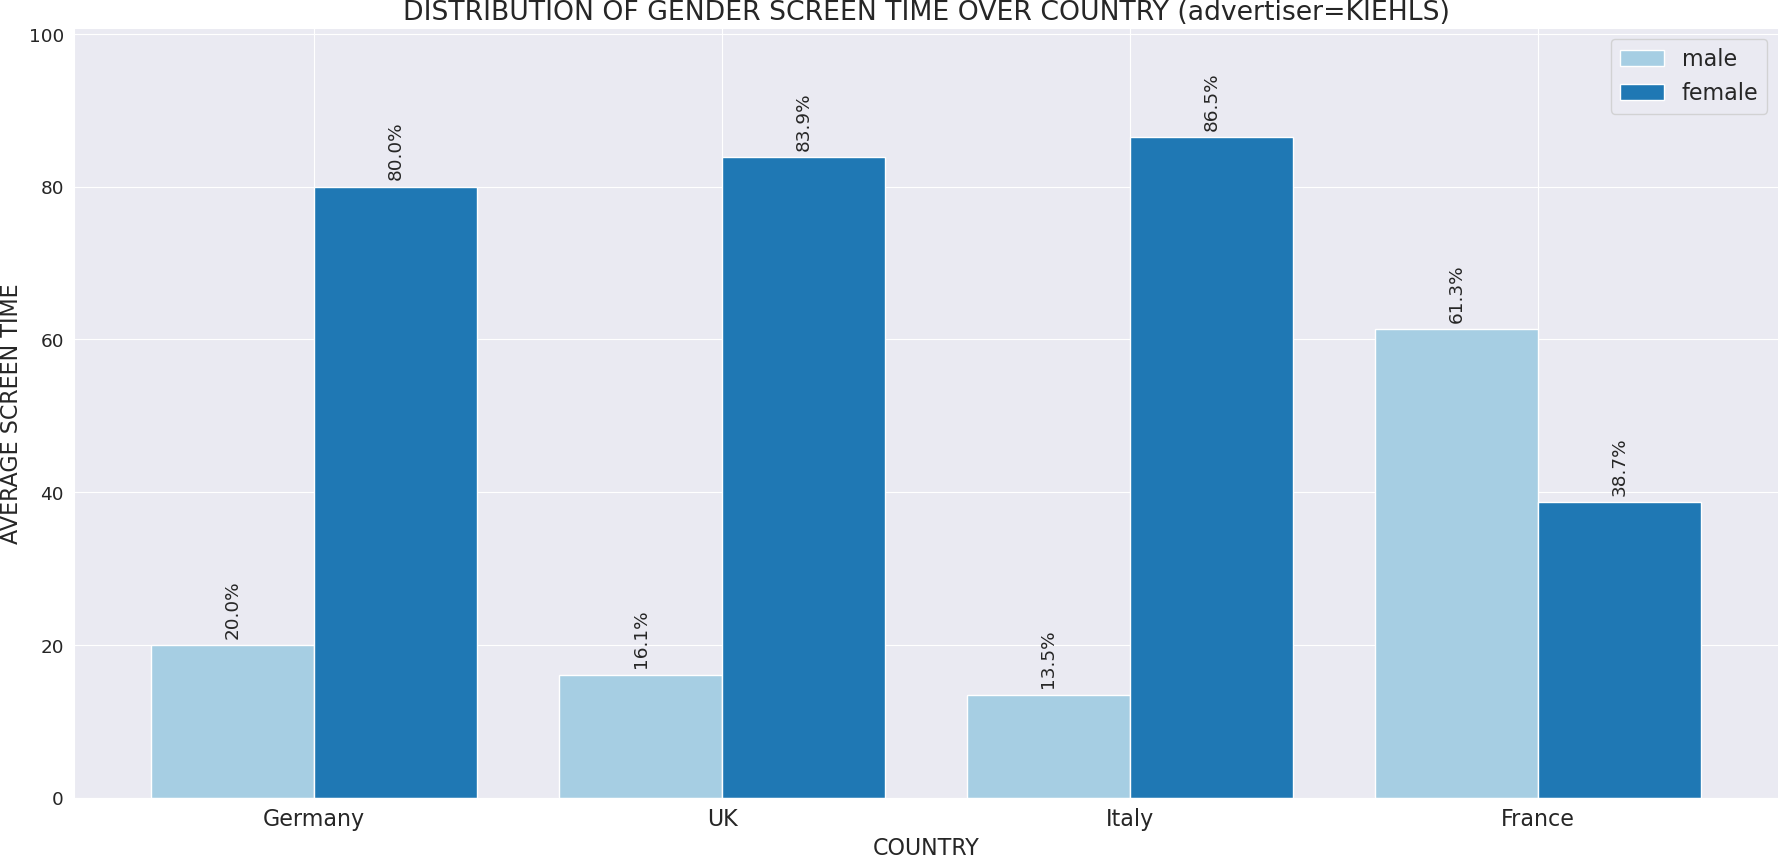 DISTRIBUTION OF GENDER SCREEN TIME OVER COUNTRY (advertiser=KIEHLS)
male
female
AVERAGE SCREEN TIME
100
80
60
40
20
0
20.0%
80.0%
16.1%
83.9%
13.5%
86.5%
61.3%
38.7%
Germany
UK
Italy
France
COUNTRY